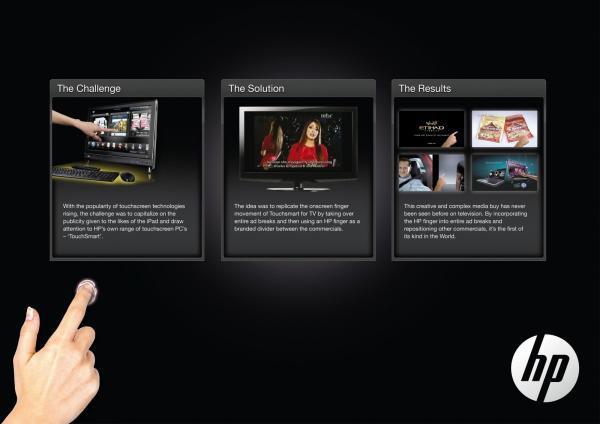 The Challenge
With the popularity of touchscreen technologies
rising, the challenge was to capitalize on the
publicity given to the likes of the iPad and draw
attention to HP's own range of touchscreen PC's
– 'TouchSmart'.
The Solution
The idea was to replicate the onscreen finger
movement of Touchsmart for TV by taking over
entire ad breaks and then using an HP finger as a
branded divider between the commercials.
The Results
ETIHAD
This creative and complex media buy has never
been seen before on television. By incorporating
the HP finger into entire ad breaks and
repositioning other commercials, it's the first of
its kind in the World.
hp